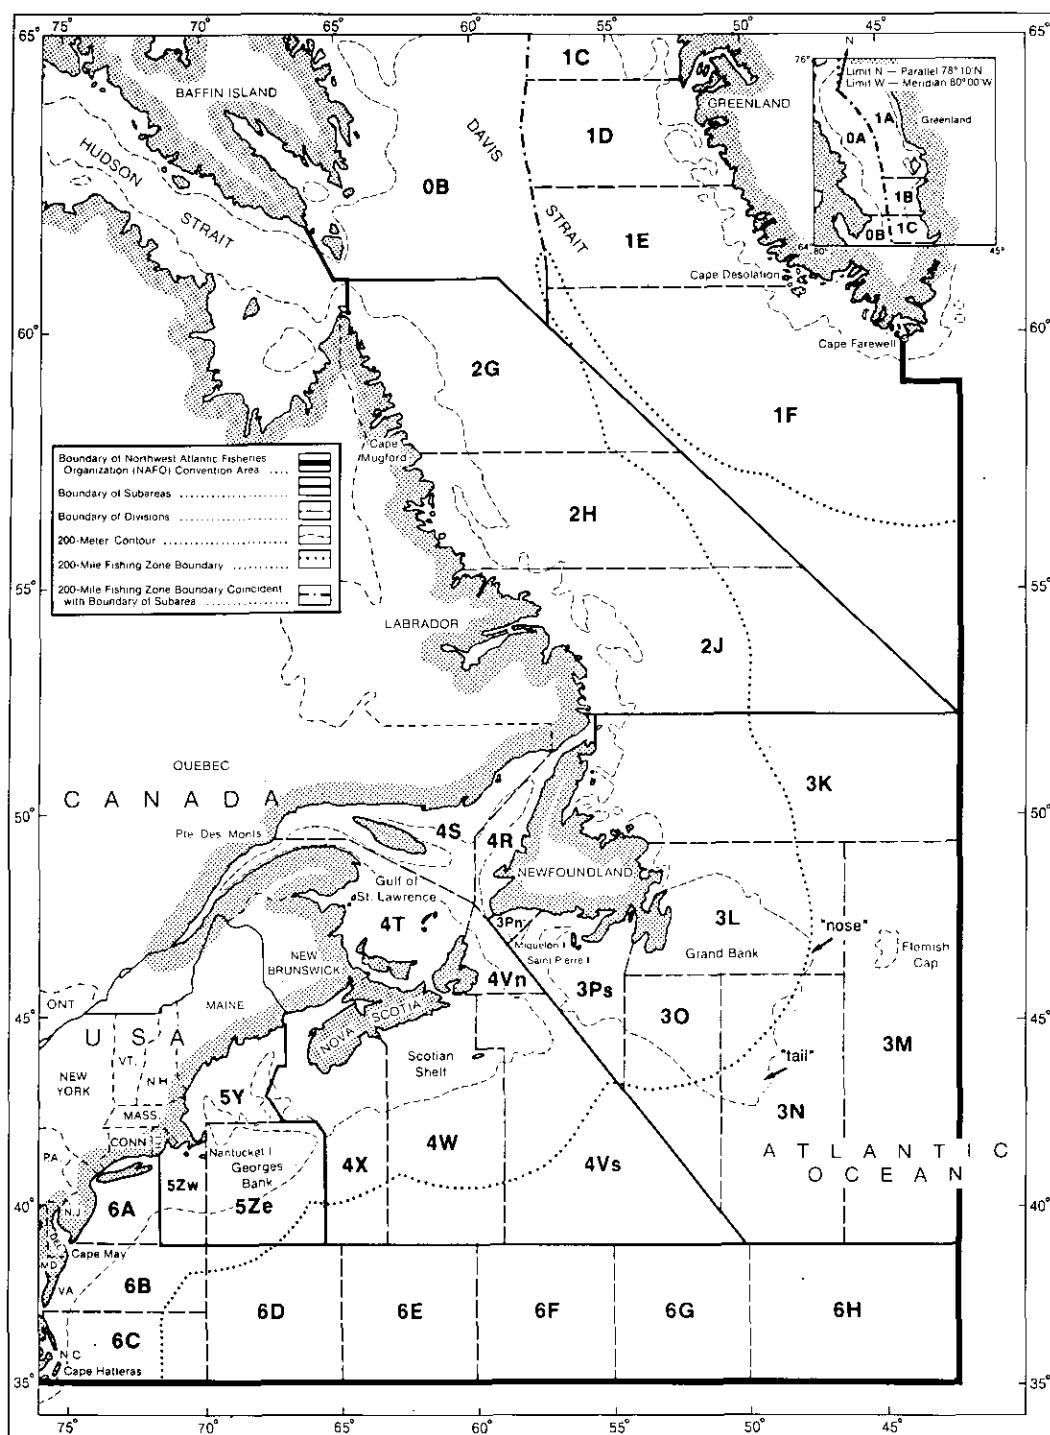 75° 70° 65° 60° 55° 50° 45°
65° 65°
BAFFIN ISLAND
HUDSON
STRAIT
DAVIS
STRAIT
1C
GREENLAND
76°
N
Limit N — Parallel 78°10'N
Limit W — Meridian 80°00'W
1A
Greenland
0A
1B
0B
1C
64°
80°
45°
1D
0B
1E
Cape Desolation
60° 60°
Cape Farewell
2G
1F
Cape
Mugford
Boundary of Northwest Atlantic Fisheries
Organization (NAFO) Convention Area ....
Boundary of Subareas ....................
Boundary of Divisions ....................
200-Meter Contour ....................
200-Mile Fishing Zone Boundary ............
200-Mile Fishing Zone Boundary Coincident
with Boundary of Subarea ................
2H
55° 55°
LABRADOR
2J
QUEBEC
CANADA
3K
50° 50°
Pte. Des Monts
4S
4R
NEWFOUNDLAND
Gulf of
St. Lawrence
4T
3Pn
3L
"nose"
Grand Bank
Flemish
Cap
Miquelon I
Saint Pierre I
NEW
BRUNSWICK
4Vn
3Ps
ONT
MAINE
NOVA SCOTIA
3O
45° 45°
USA
3M
Scotian
Shelf
"tail"
VT.
N.H.
NEW
YORK
5Y
3N
MASS.
CONN
4W
ATLANTIC
OCEAN
PA.
Nantucket I
Georges
Bank
4X
4Vs
5Zw
5Ze
6A
N.J.
40° 40°
DEL
Cape May
MD.
VA
6B
6D
6E
6F
6G
6H
6C
N C
Cape Hatteras
35° 35°
75° 70° 65° 60° 55° 50° 45°